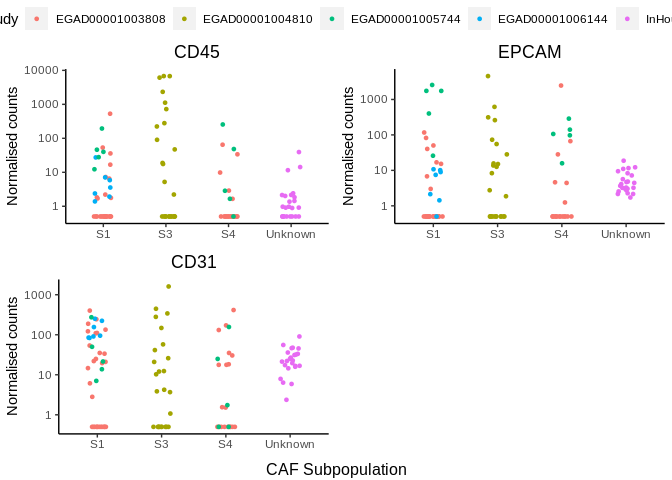 udy EGAD00001003808 EGAD00001004810 EGAD00001005744 EGAD00001006144 InHou
CD45
Normalised counts
10000
1000
100
10
1
S1 S3 S4 Unknown
EPCAM
Normalised counts
1000
100
10
1
S1 S3 S4 Unknown
CD31
Normalised counts
1000
100
10
1
S1 S3 S4 Unknown
CAF Subpopulation